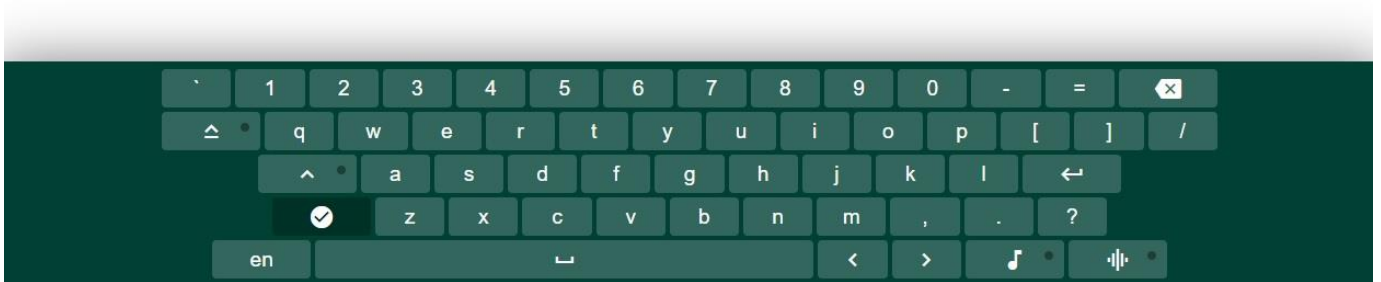 ` 1 2 3 4 5 6 7 8 9 0 - =
q w e r t y u i o p [ ] /
a s d f g h j k l
z x c v b n m , . ?
en < >